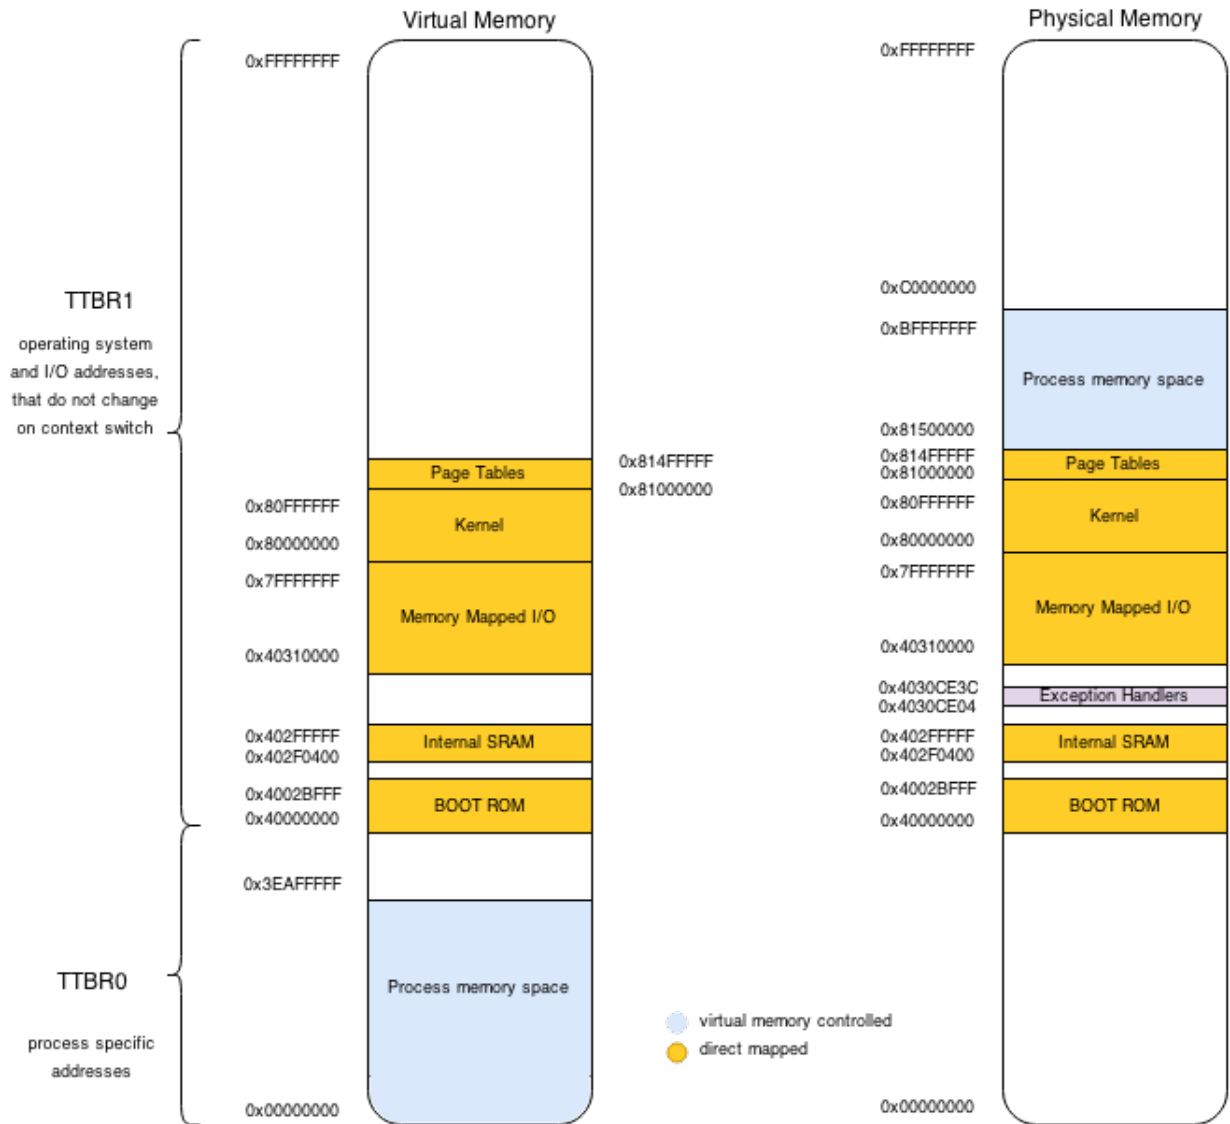 Virtual Memory
Physical Memory
0xFFFFFFFF
0xFFFFFFFF
TTBR1
operating system
and I/O addresses,
that do not change
on context switch
0xC0000000
0xBFFFFFFF
Process memory space
0x81500000
0x814FFFFF
0x81000000
Page Tables
0x80FFFFFF
Kernel
0x80000000
0x7FFFFFFF
Memory Mapped I/O
0x40310000
0x4030CE3C
Exception Handlers
0x4030CE04
0x402FFFFF
Internal SRAM
0x402F0400
0x4002BFFF
BOOT ROM
0x40000000
0x814FFFFF
Page Tables
0x81000000
0x80FFFFFF
Kernel
0x80000000
0x7FFFFFFF
Memory Mapped I/O
0x40310000
0x402FFFFF
Internal SRAM
0x402F0400
0x4002BFFF
BOOT ROM
0x40000000
0x3EAFFFFF
TTBR0
process specific
addresses
Process memory space
virtual memory controlled
direct mapped
0x00000000
0x00000000